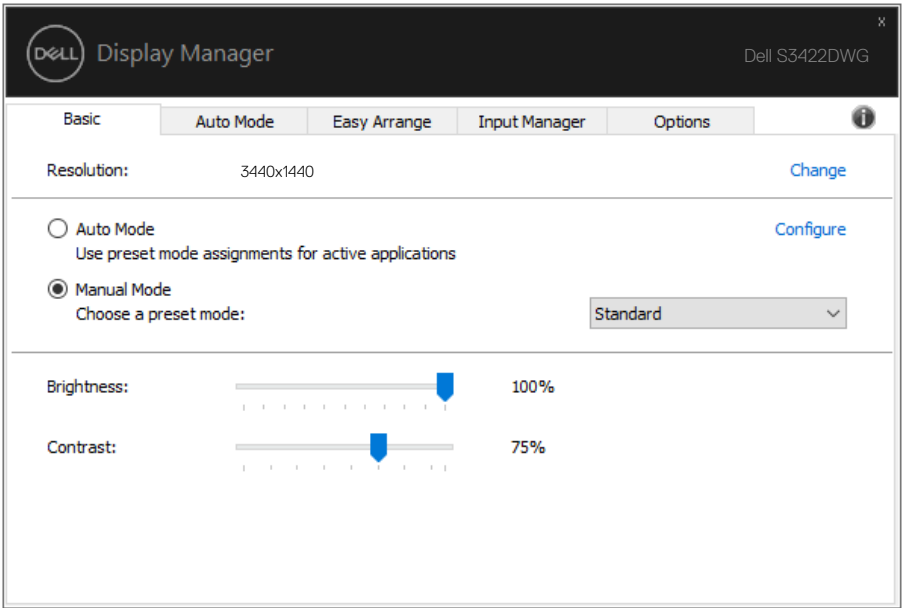 x
DELL Display Manager
Dell S3422DWG
Basic Auto Mode Easy Arrange Input Manager Options i
Resolution: 3440x1440 Change
Auto Mode Configure
Use preset mode assignments for active applications
Manual Mode
Choose a preset mode: Standard
Brightness: 100%
Contrast: 75%